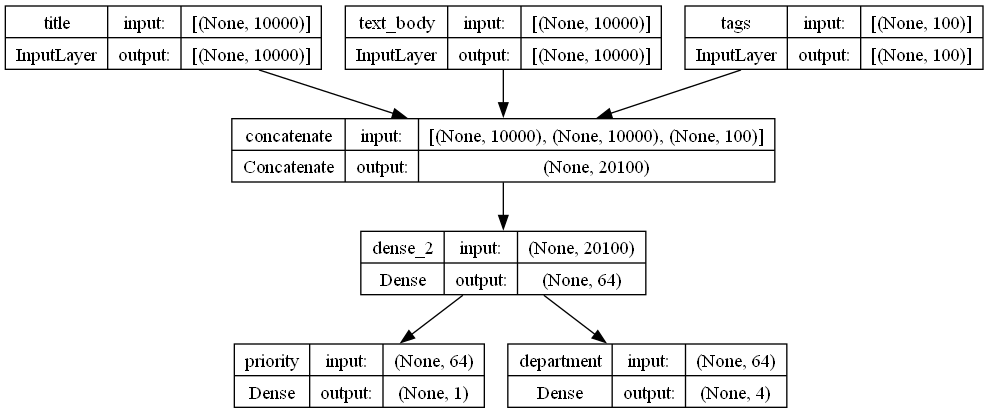 title input: [(None, 10000)] text_body input: [(None, 10000)] tags input: [(None, 100)]
InputLayer output: [(None, 10000)] InputLayer output: [(None, 10000)] InputLayer output: [(None, 100)]
concatenate input: [(None, 10000), (None, 10000), (None, 100)]
Concatenate output: (None, 20100)
dense_2 input: (None, 20100)
Dense output: (None, 64)
priority input: (None, 64) department input: (None, 64)
Dense output: (None, 1) Dense output: (None, 4)